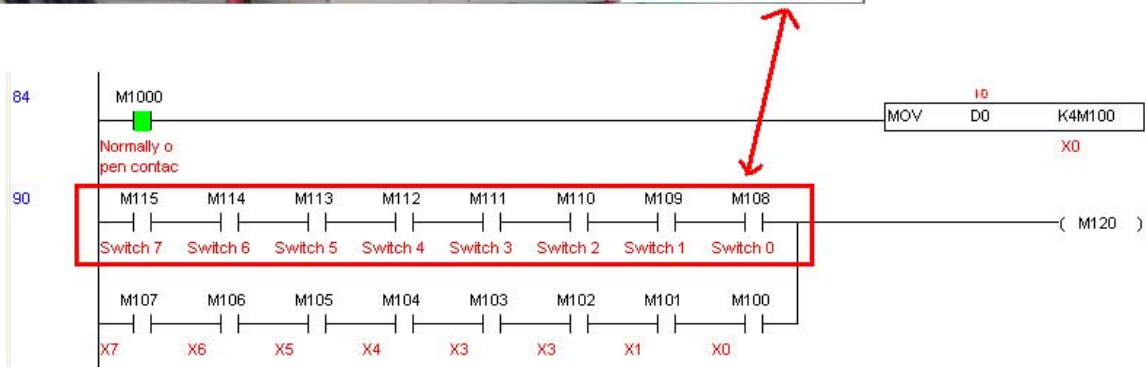 84 M1000
H0
MOV D0 K4M100
Normally o
pen contac
X0
90 M115 M114 M113 M112 M111 M110 M109 M108
( M120 )
Switch 7 Switch 6 Switch 5 Switch 4 Switch 3 Switch 2 Switch 1 Switch 0
M107 M106 M105 M104 M103 M102 M101 M100
X7 X6 X5 X4 X3 X3 X1 X0